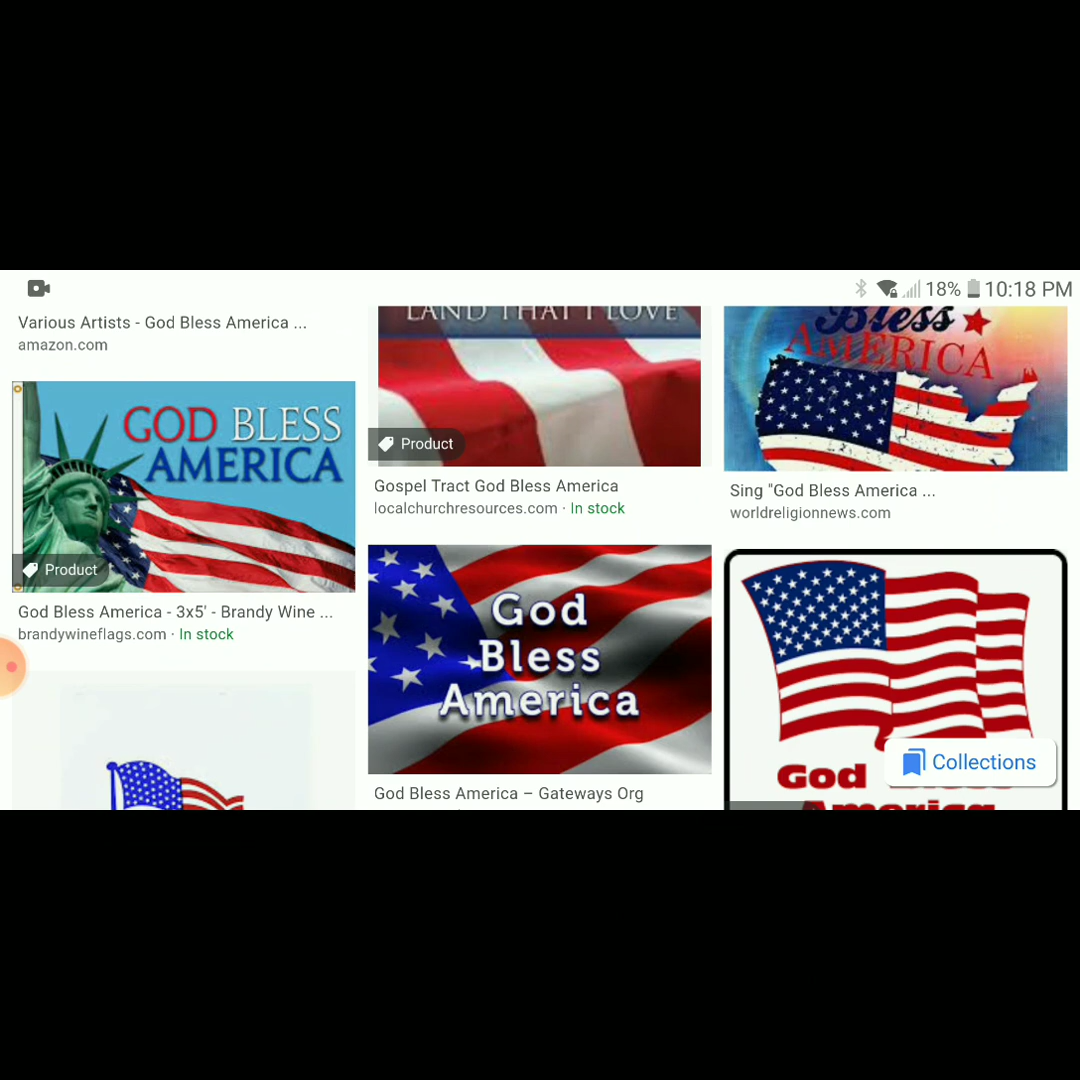 18% 10:18 PM
Various Artists - God Bless America ...
amazon.com
GOD BLESS
AMERICA
Product
God Bless America - 3x5' - Brandy Wine ...
brandywineflags.com · In stock
LAND THAT I LOVE
Product
Gospel Tract God Bless America
localchurchresources.com · In stock
God
Bless
America
God Bless America – Gateways Org
Bless
AMERICA
Sing "God Bless America ...
worldreligionnews.com
Collections
God Bless
America